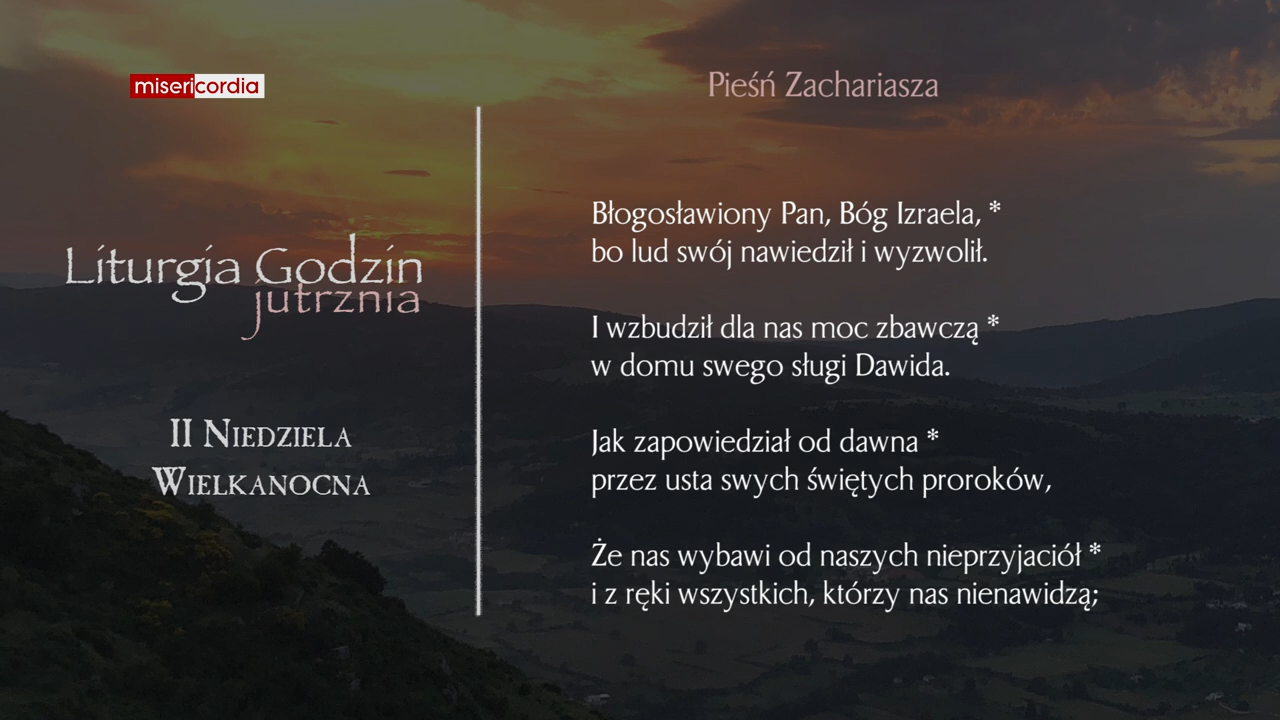 misericordia
Liturgia Godzin
jutrznia
II Niedziela
Wielkanocna
Pieśń Zachariasza
Błogosławiony Pan, Bóg Izraela, *
bo lud swój nawiedził i wyzwolił.
I wzbudził dla nas moc zbawczą *
w domu swego sługi Dawida.
Jak zapowiedział od dawna *
przez usta swych świętych proroków,
Że nas wybawi od naszych nieprzyjaciół *
i z ręki wszystkich, którzy nas nienawidzą;